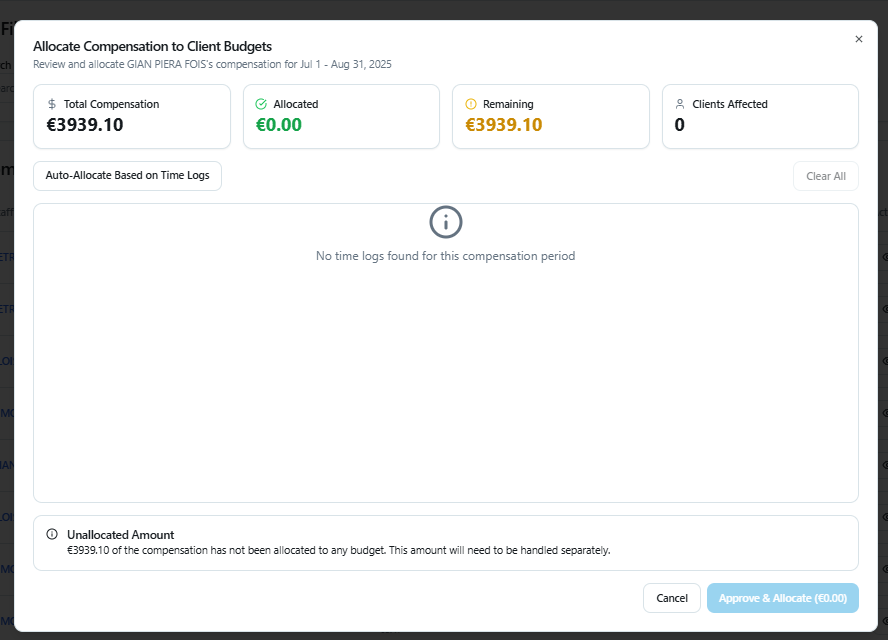 Allocate Compensation to Client Budgets
Review and allocate GIAN PIERA FOIS's compensation for Jul 1 - Aug 31, 2025
Total Compensation
€3939.10
Allocated
€0.00
Remaining
€3939.10
Clients Affected
0
Auto-Allocate Based on Time Logs
Clear All
No time logs found for this compensation period
Unallocated Amount
€3939.10 of the compensation has not been allocated to any budget. This amount will need to be handled separately.
Cancel
Approve & Allocate (€0.00)